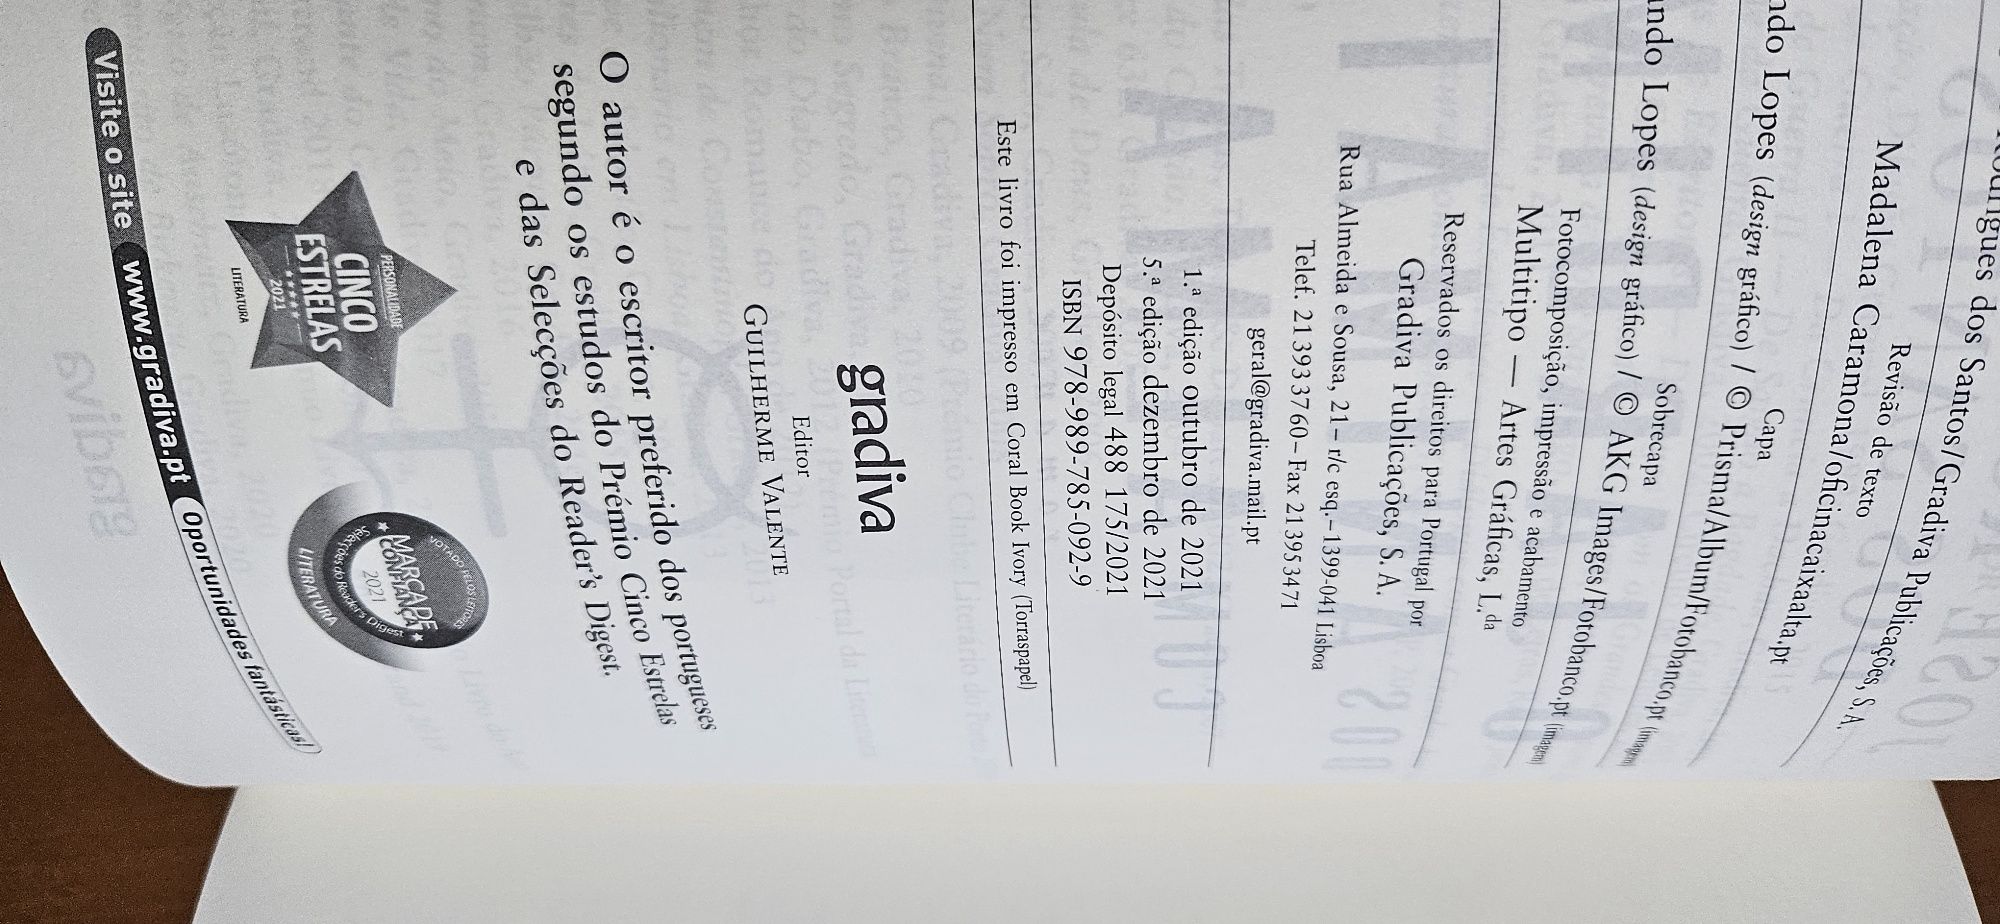 dos Santos/Gradiva Publicações, S. A.
Revisão de texto
Madalena Caramona/oficinacaixaalta.pt
Capa
ndo Lopes (design gráfico) / © Prisma/Album/Fotobanco.pt (imagem)
Sobrecapa
ando Lopes (design gráfico) / © AKG Images/Fotobanco.pt (imagem)
Fotocomposição, impressão e acabamento
Multitipo — Artes Gráficas, L.da
Reservados os direitos para Portugal por
Gradiva Publicações, S. A.
Rua Almeida e Sousa, 21 – r/c esq. – 1399-041 Lisboa
Telef. 21 393 37 60 – Fax 21 395 34 71
geral@gradiva.mail.pt
1.ª edição outubro de 2021
5.ª edição dezembro de 2021
Depósito legal 488 175/2021
ISBN 978-989-785-092-9
Este livro foi impresso em Coral Book Ivory (Torraspapel)
gradiva
Editor
GUILHERME VALENTE
O autor é o escritor preferido dos portugueses
segundo os estudos do Prémio Cinco Estrelas
e das Selecções do Reader's Digest.
PERSONALIDADE
CINCO
ESTRELAS
2021
LITERATURA
VOTADO PELOS LEITORES
MARCA DE
CONFIANÇA
2021
Selecções do Reader's Digest
LITERATURA
Visite o site www.gradiva.pt Oportunidades fantásticas!